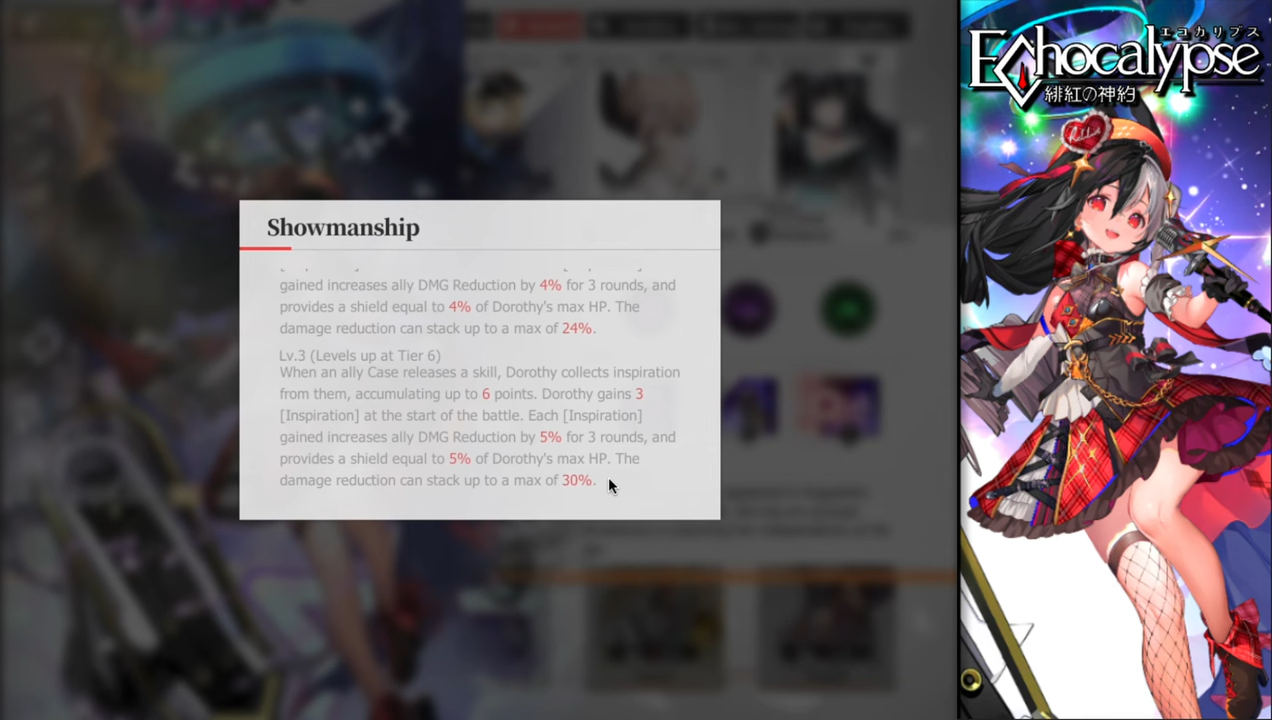 Echocalypse
エコカリプス
緋紅の神約
Showmanship
gained increases ally DMG Reduction by 4% for 3 rounds, and
provides a shield equal to 4% of Dorothy's max HP. The
damage reduction can stack up to a max of 24%.
Lv.3 (Levels up at Tier 6)
When an ally Case releases a skill, Dorothy collects inspiration
from them, accumulating up to 6 points. Dorothy gains 3
[Inspiration] at the start of the battle. Each [Inspiration]
gained increases ally DMG Reduction by 5% for 3 rounds, and
provides a shield equal to 5% of Dorothy's max HP. The
damage reduction can stack up to a max of 30%.